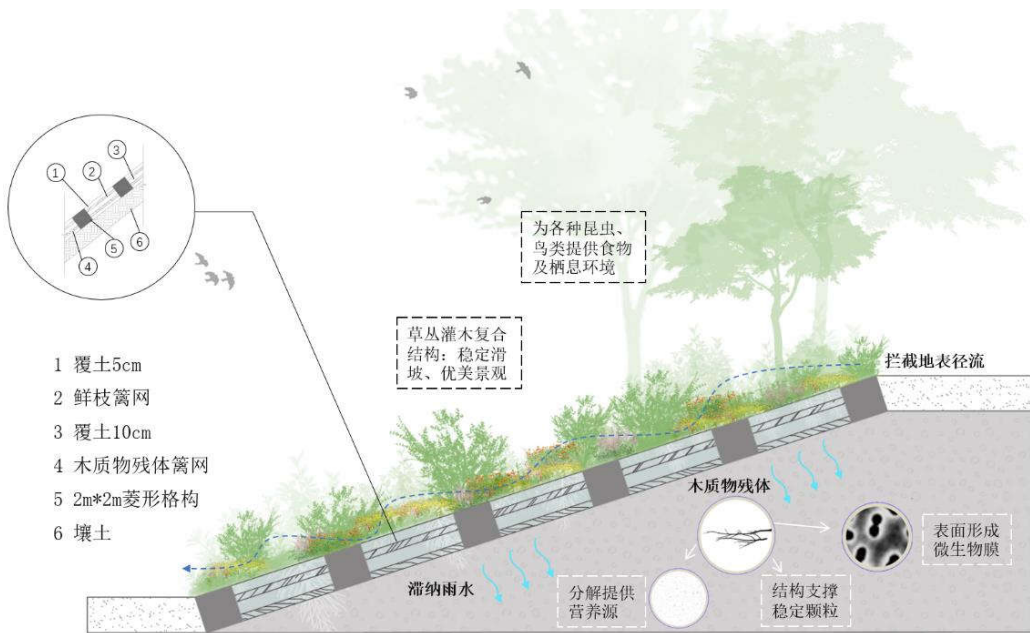 3
2
1
6
5
4
为各种昆虫、
鸟类提供食物
及栖息环境
草丛灌木复合
结构：稳定滑
坡、优美景观
1 覆土5cm
2 鲜枝篱网
3 覆土10cm
4 木质物残体篱网
5 2m*2m菱形格构
6 壤土
拦截地表径流
木质物残体
滞纳雨水
分解提供
营养源
结构支撑
稳定颗粒
表面形成
微生物膜